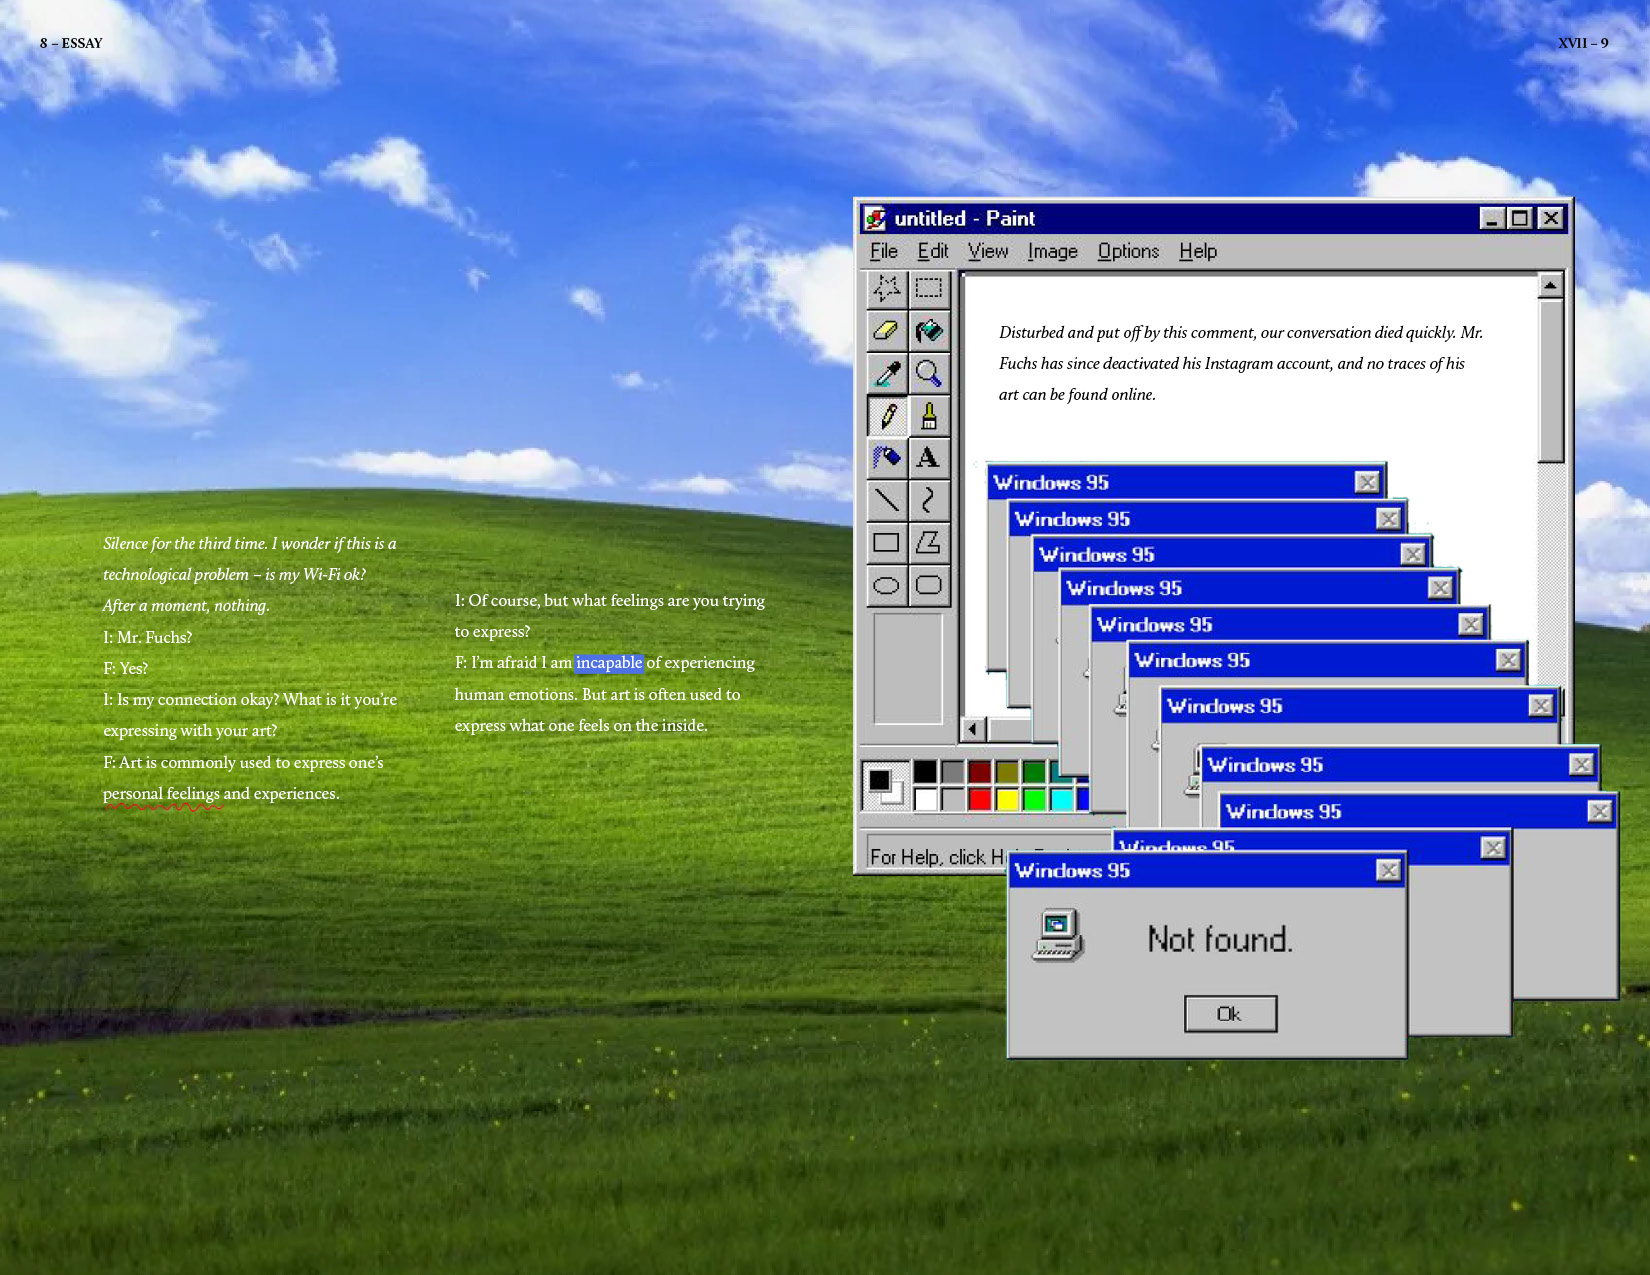 8 – ESSAY
XVII – 9
Silence for the third time. I wonder if this is a
technological problem – is my Wi-Fi ok?
After a moment, nothing.
I: Mr. Fuchs?
F: Yes?
I: Is my connection okay? What is it you're
expressing with your art?
F: Art is commonly used to express one's
personal feelings and experiences.
I: Of course, but what feelings are you trying
to express?
F: I'm afraid I am incapable of experiencing
human emotions. But art is often used to
express what one feels on the inside.
untitled - Paint
File Edit View Image Options Help
A
Disturbed and put off by this comment, our conversation died quickly. Mr.
Fuchs has since deactivated his Instagram account, and no traces of his
art can be found online.
Windows 95
Windows 95
Windows 95
Windows 95
Windows 95
Windows 95
Windows 95
Windows 95
Windows 95
Windows 95
For Help, click
Windows 95
Not found.
Ok